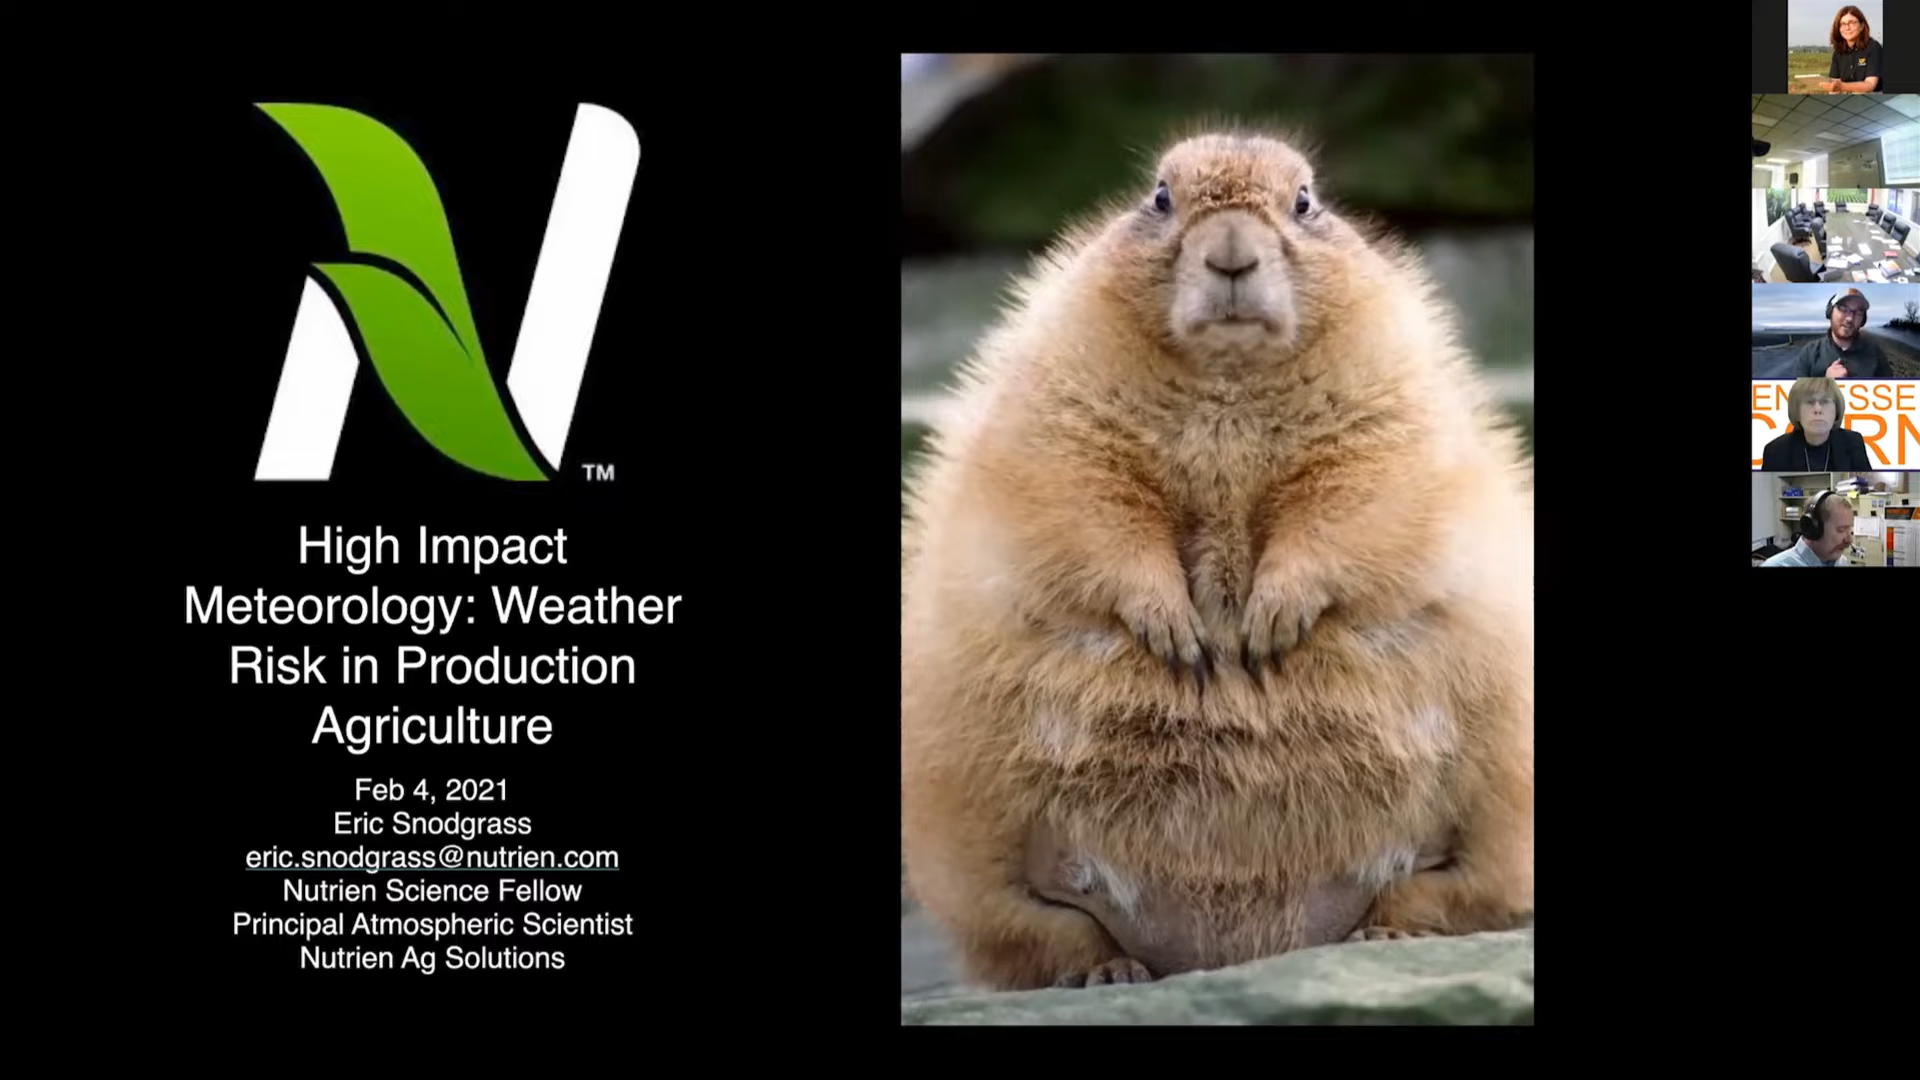 TM
High Impact
Meteorology: Weather
Risk in Production
Agriculture
Feb 4, 2021
Eric Snodgrass
eric.snodgrass@nutrien.com
Nutrien Science Fellow
Principal Atmospheric Scientist
Nutrien Ag Solutions